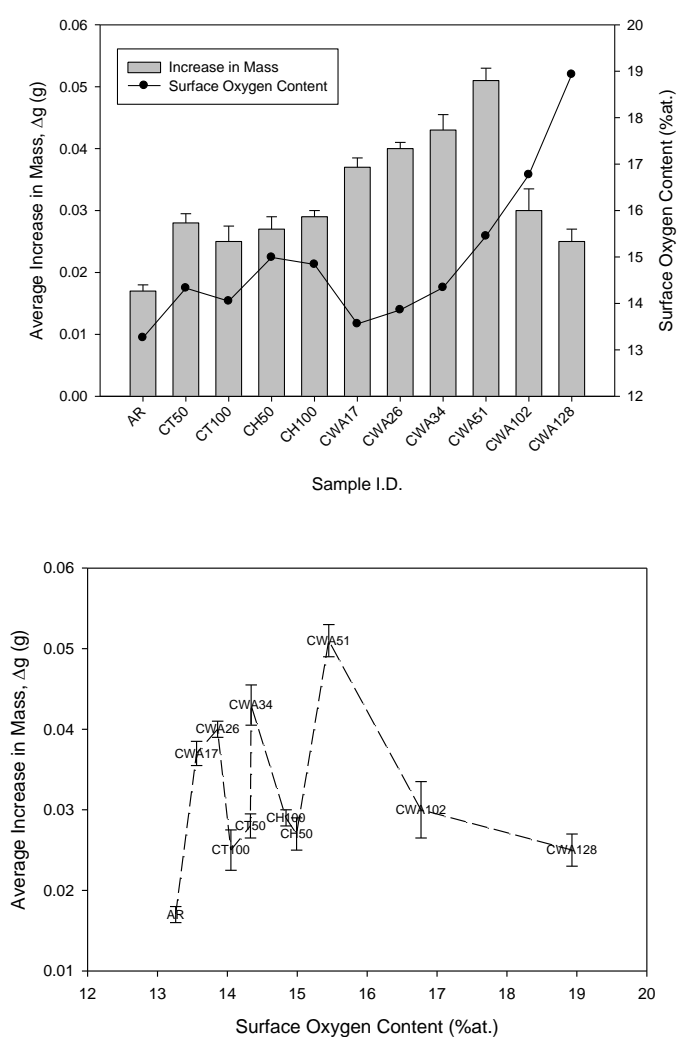 0.06
0.05
0.04
0.03
0.02
0.01
0.00
Average Increase in Mass, Δg (g)
Increase in Mass
Surface Oxygen Content
20
19
18
17
16
15
14
13
12
Surface Oxygen Content (%at.)
AR
CT50
CT100
CH50
CH100
CWA17
CWA26
CWA34
CWA51
CWA102
CWA128
Sample I.D.
0.06
0.05
0.04
0.03
0.02
0.01
Average Increase in Mass, Δg (g)
CWA51
CWA34
CWA26
CWA17
CT50
CT100
CH100
CH50
CWA102
CWA128
AR
12 13 14 15 16 17 18 19 20
Surface Oxygen Content (%at.)